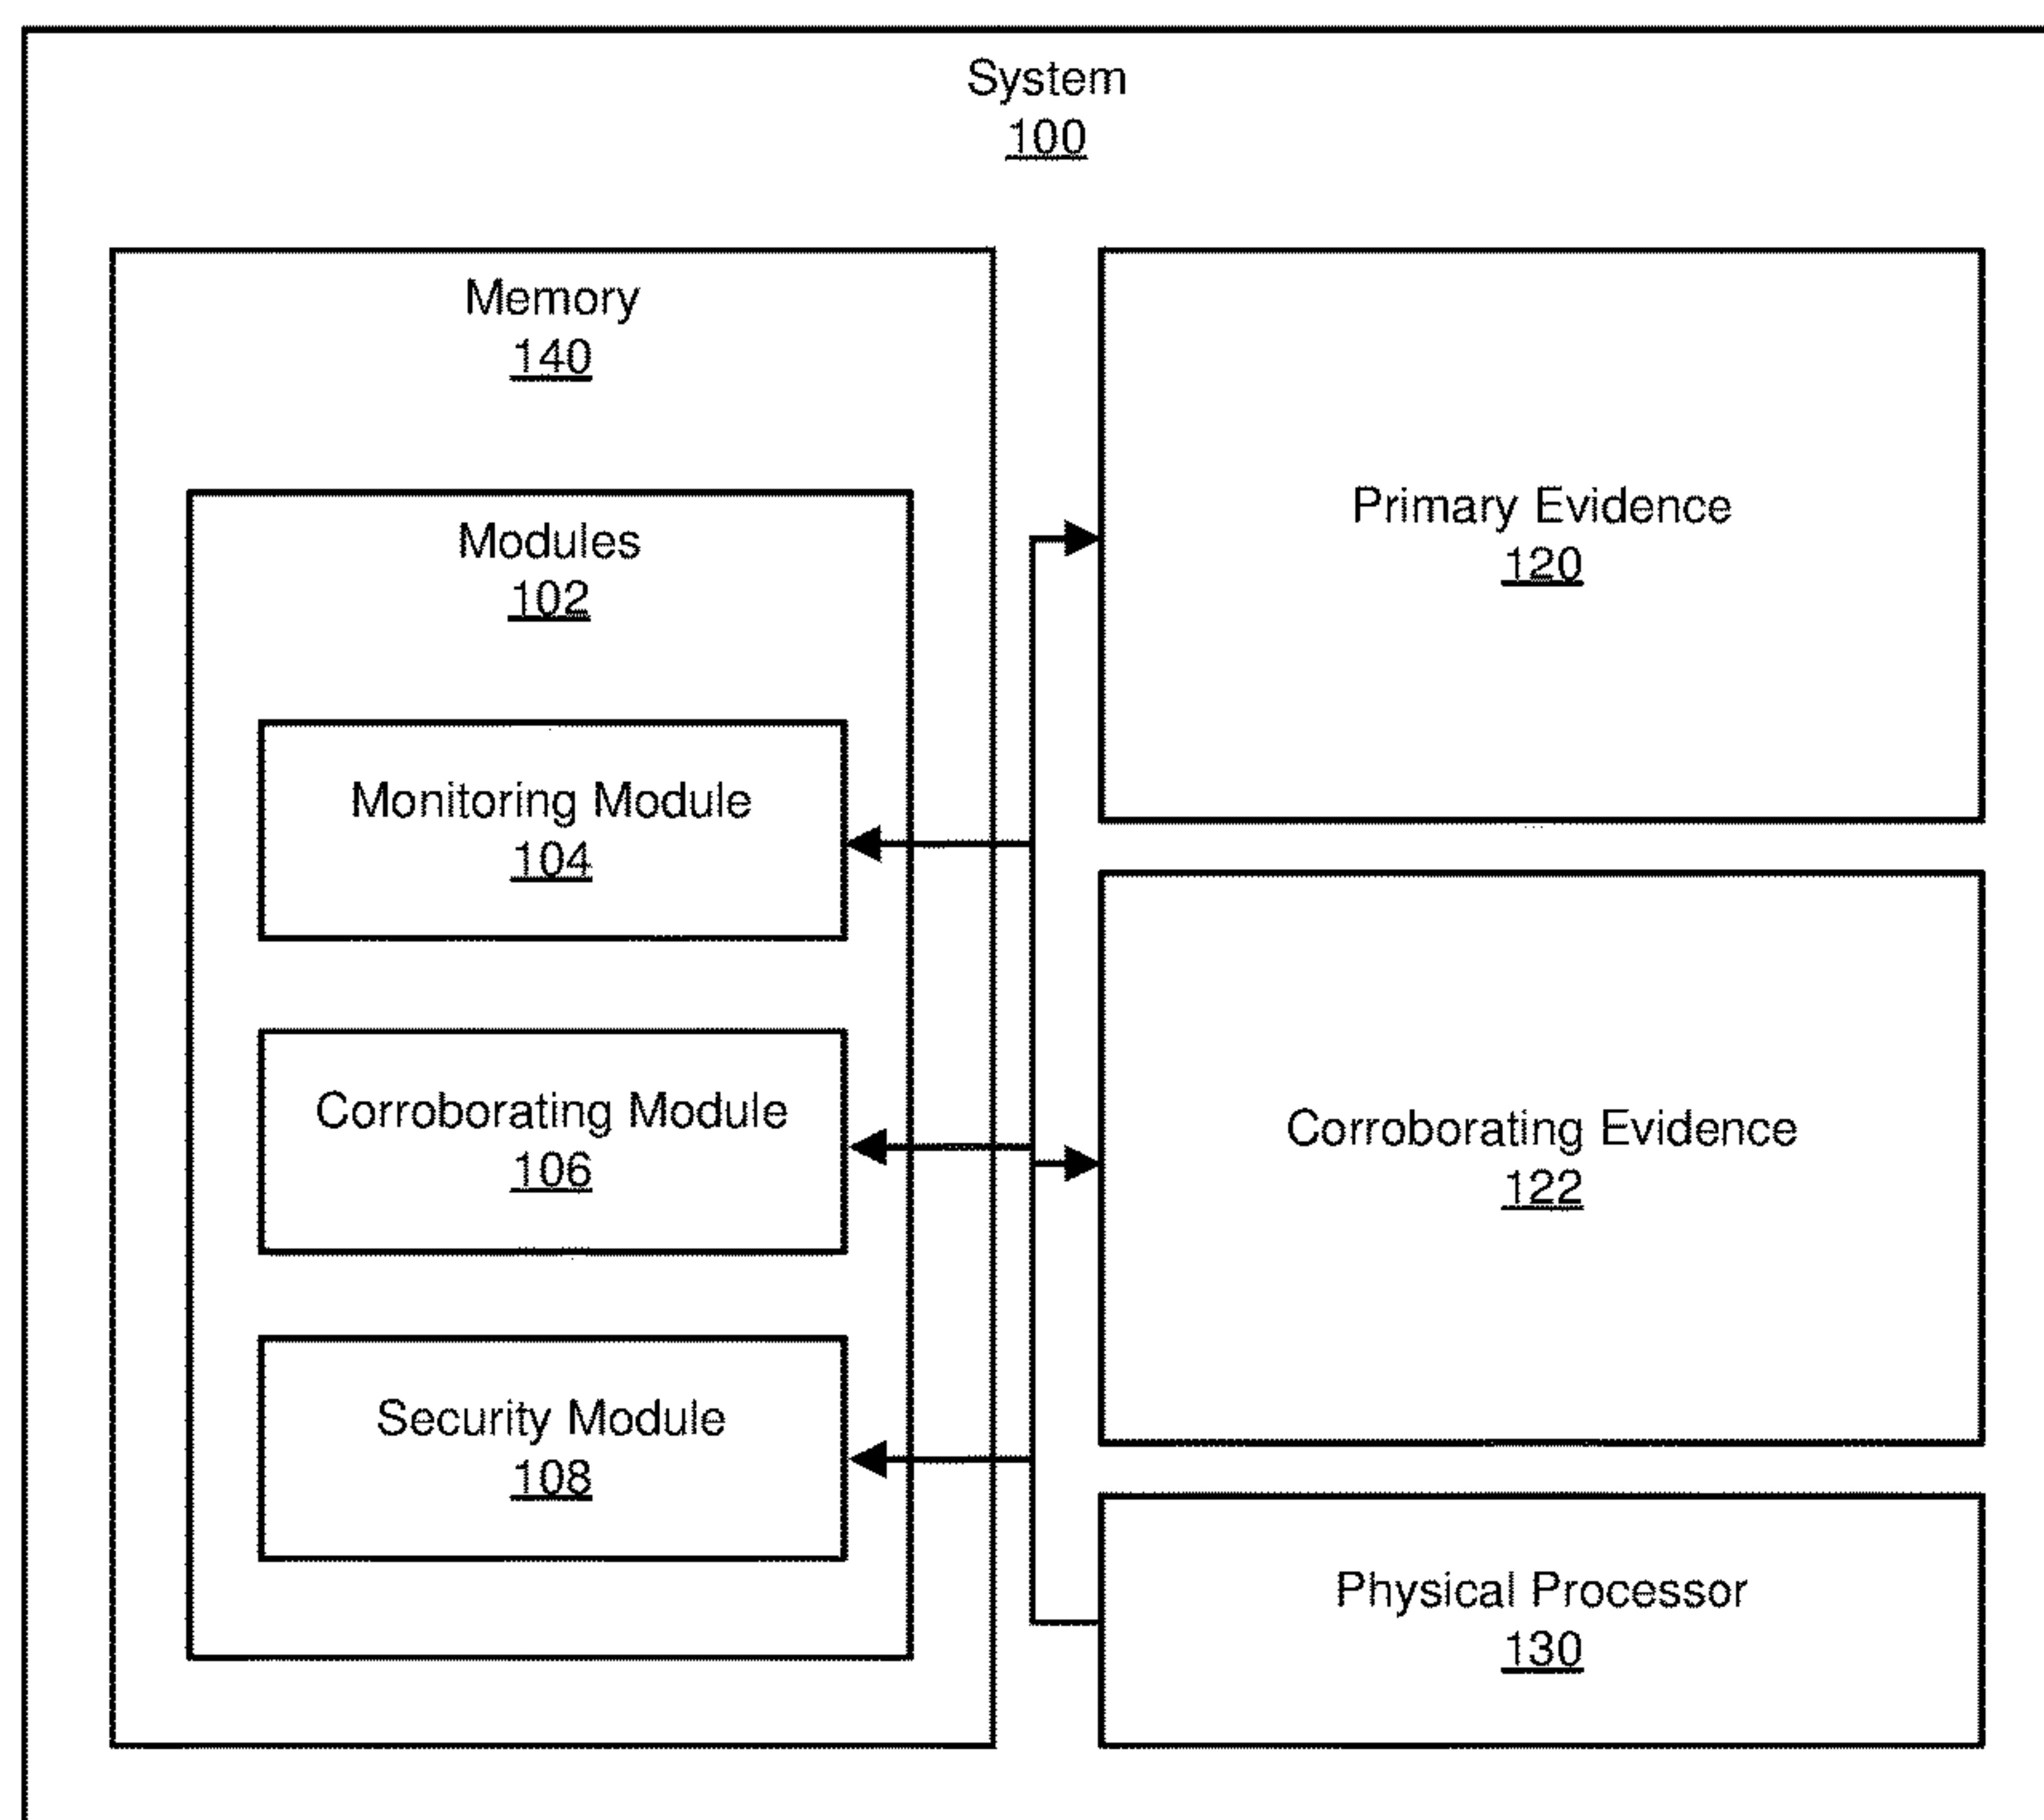 System
100
Memory
140
Modules
102
Monitoring Module
104
Corroborating Module
106
Security Module
108
Primary Evidence
120
Corroborating Evidence
122
Physical Processor
130